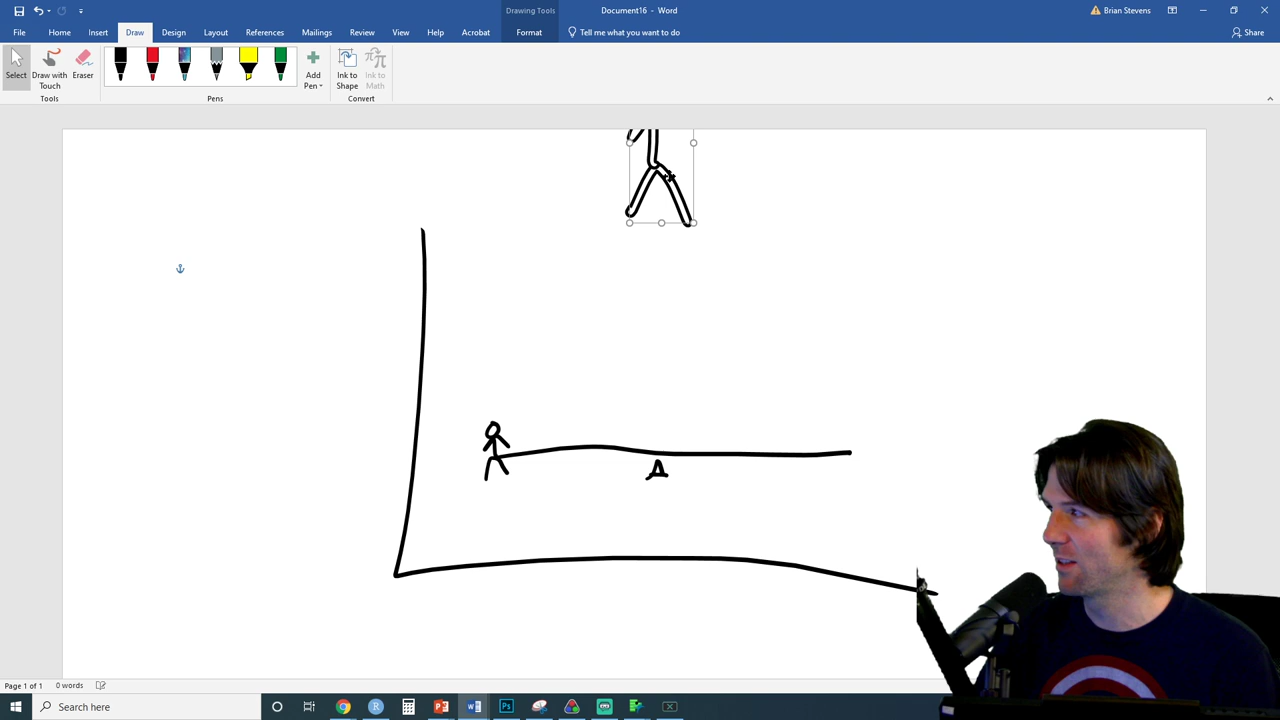 Drawing Tools
Document16 - Word
Brian Stevens
File Home Insert Draw Design Layout References Mailings Review View Help Acrobat Format Tell me what you want to do Share
Select
Draw with Touch
Eraser
Add Pen
Ink to Shape
Ink to Math
Tools
Pens
Convert
Page 1 of 1 0 words
Search here